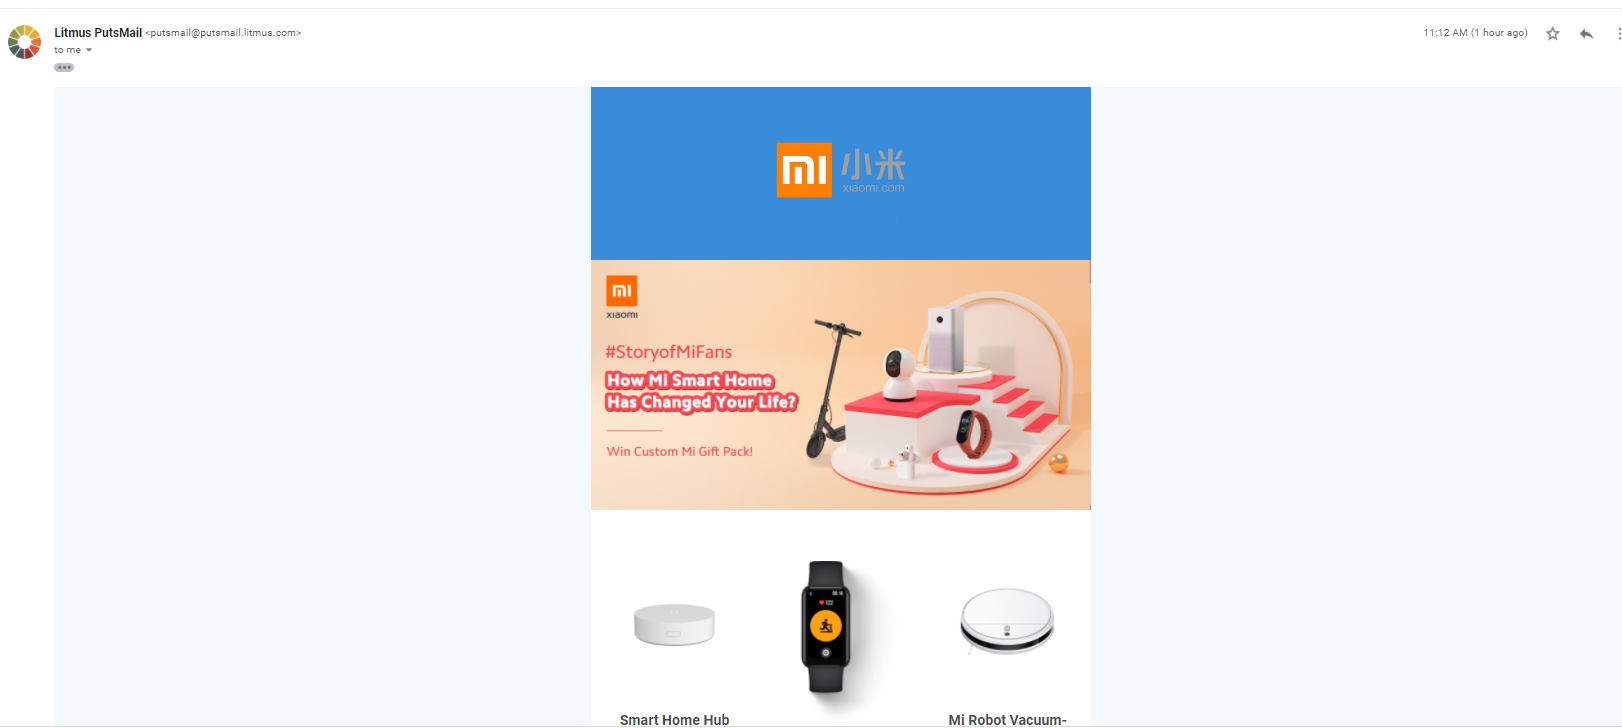 Litmus PutsMail <putsmail@putsmail.litmus.com>
11:12 AM (1 hour ago)
to me
mi 小米
xiaomi.com
mi
xiaomi
#StoryofMiFans
How Mi Smart Home
Has Changed Your Life?
Win Custom Mi Gift Pack!
122
Smart Home Hub
Mi Robot Vacuum-